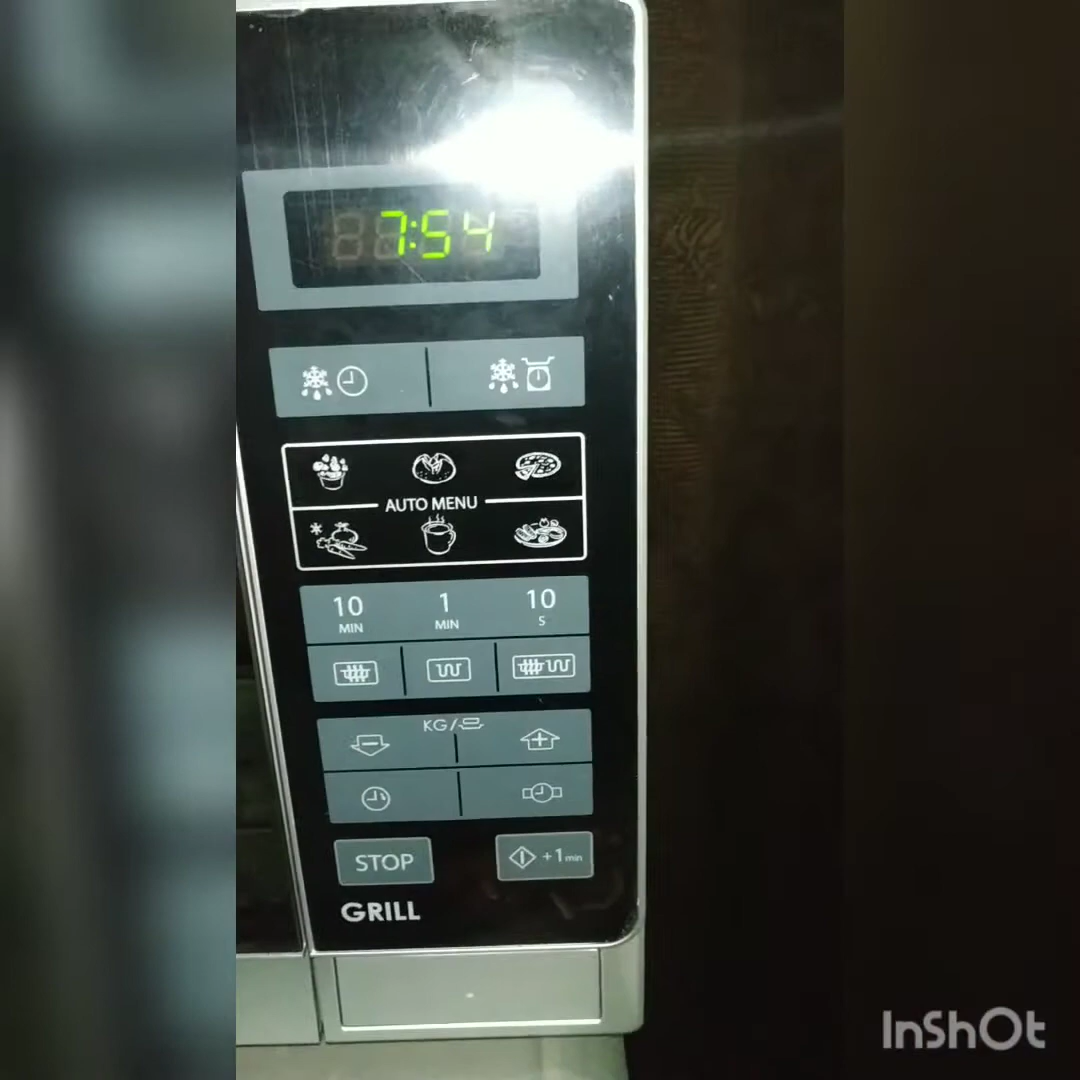 7:54
AUTO MENU
10 1 10
MIN MIN S
KG/
STOP +1min
GRILL
InShOt